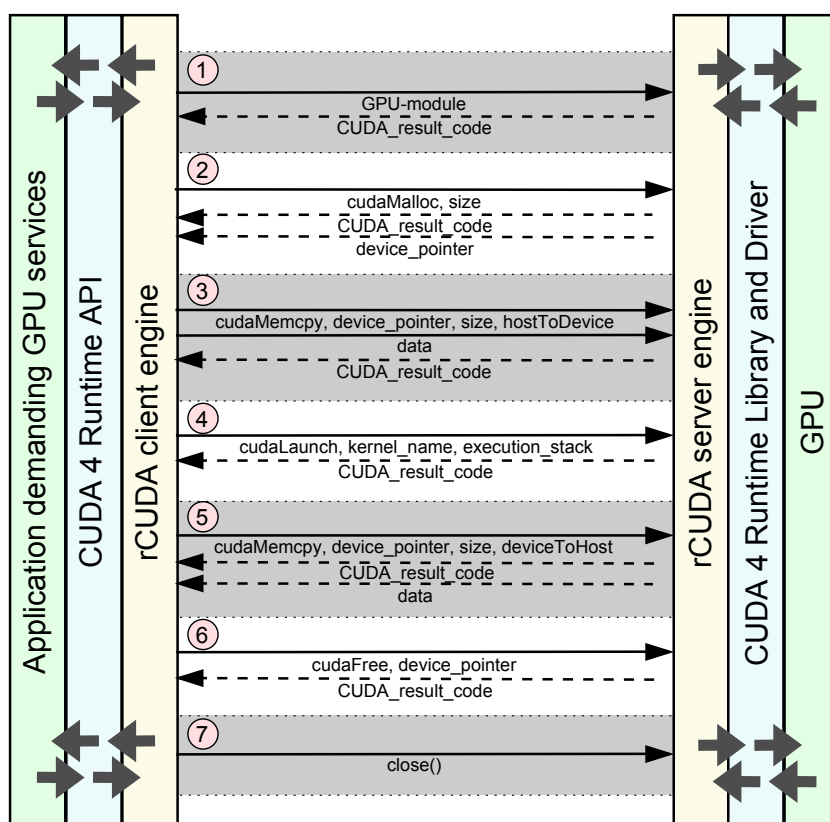 Application demanding GPU services
CUDA 4 Runtime API
rCUDA client engine
1
GPU-module
CUDA_result_code
2
cudaMalloc, size
CUDA_result_code
device_pointer
3
cudaMemcpy, device_pointer, size, hostToDevice
data
CUDA_result_code
4
cudaLaunch, kernel_name, execution_stack
CUDA_result_code
5
cudaMemcpy, device_pointer, size, deviceToHost
CUDA_result_code
data
6
cudaFree, device_pointer
CUDA_result_code
7
close()
rCUDA server engine
CUDA 4 Runtime Library and Driver
GPU